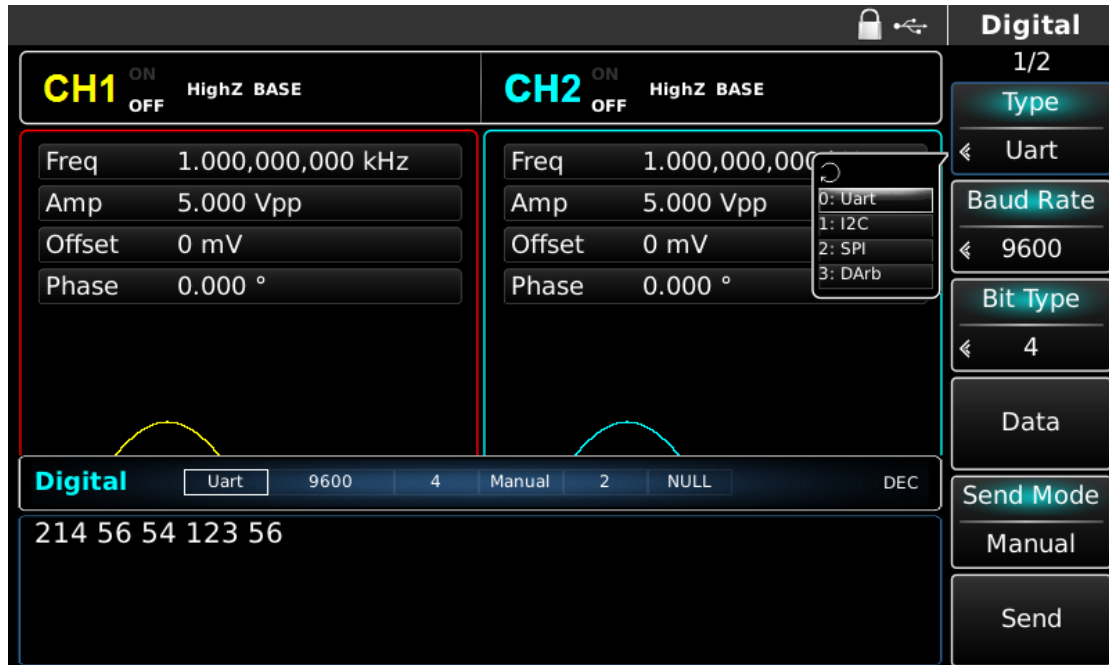 Digital
1/2
CH1 ON OFF HighZ BASE
CH2 ON OFF HighZ BASE
Freq 1.000,000,000 kHz
Amp 5.000 Vpp
Offset 0 mV
Phase 0.000 °
Freq 1.000,000,000
Amp 5.000 Vpp
Offset 0 mV
Phase 0.000 °
0: Uart
1: I2C
2: SPI
3: DArb
Type
Uart
Baud Rate
9600
Bit Type
4
Data
Send Mode
Manual
Send
Digital Uart 9600 4 Manual 2 NULL DEC
214 56 54 123 56